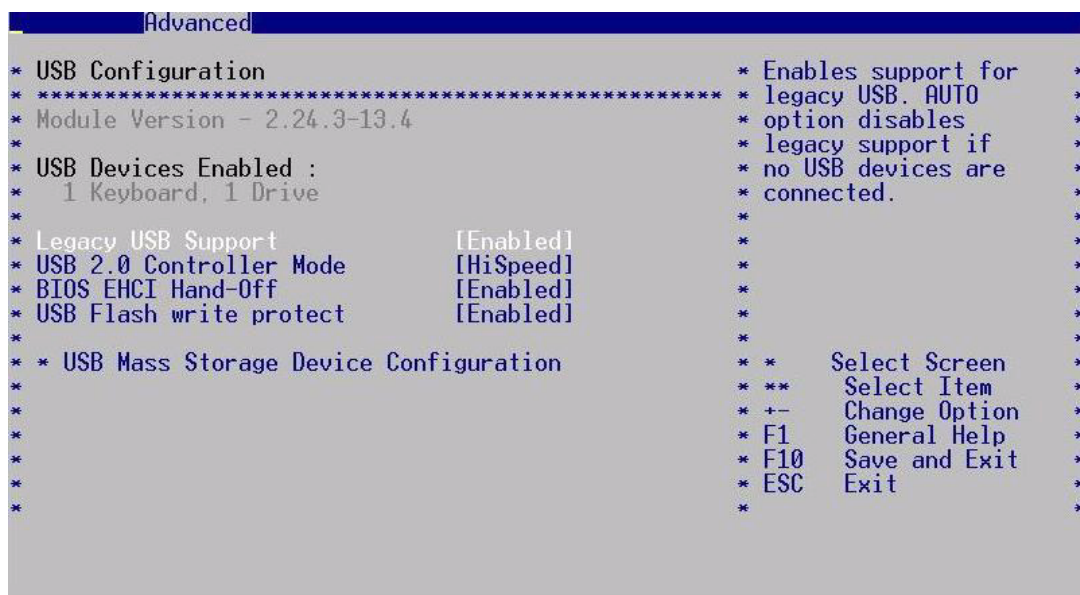 Advanced
* USB Configuration
* ***************************************************
* Module Version - 2.24.3-13.4
*
* USB Devices Enabled :
* 1 Keyboard, 1 Drive
*
* Legacy USB Support [Enabled]
* USB 2.0 Controller Mode [HiSpeed]
* BIOS EHCI Hand-Off [Enabled]
* USB Flash write protect [Enabled]
*
* * USB Mass Storage Device Configuration
*
*
*
*
*
*
* Enables support for *
* legacy USB. AUTO *
* option disables *
* legacy support if *
* no USB devices are *
* connected. *
* *
* *
* *
* *
* *
* *
* * Select Screen *
* ** Select Item *
* +- Change Option *
* F1 General Help *
* F10 Save and Exit *
* ESC Exit *
* *